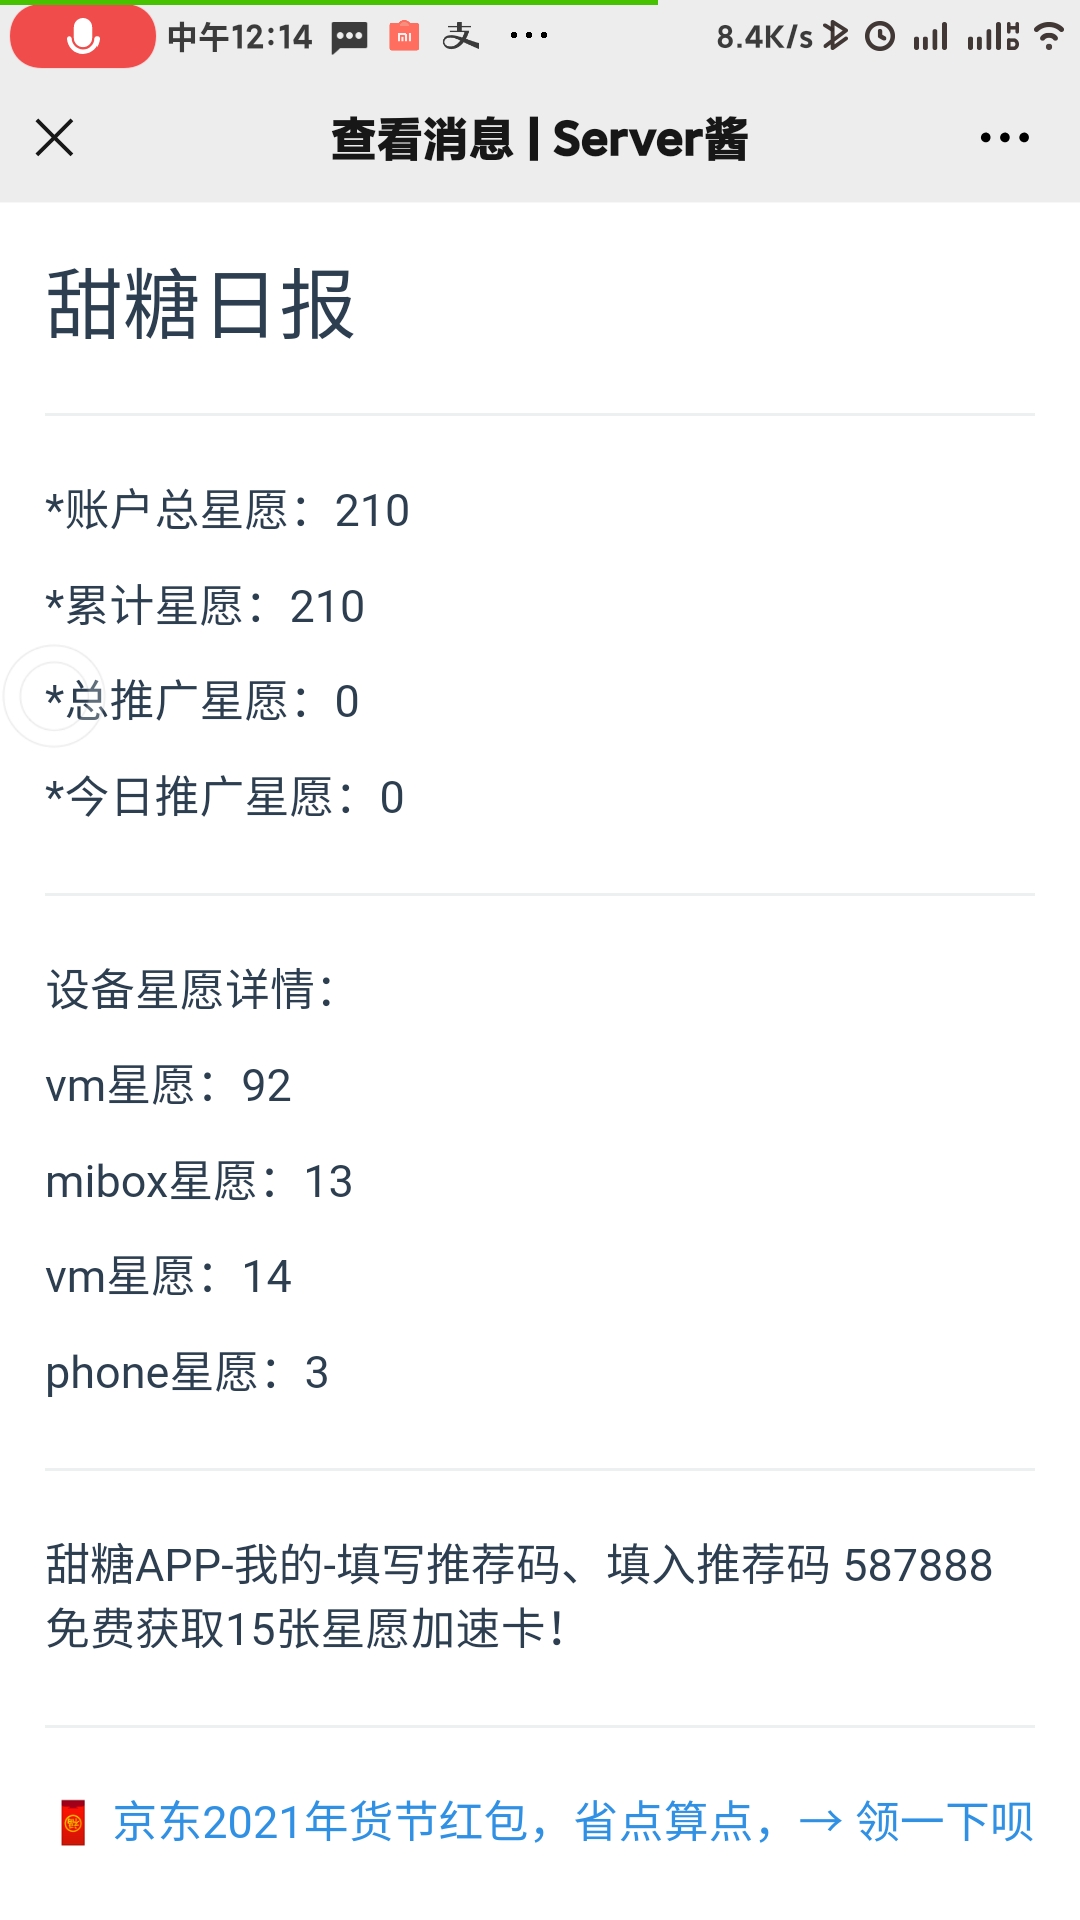 中午12:14
8.4K/s
查看消息 | Server酱
甜糖日报
*账户总星愿：210
*累计星愿：210
*总推广星愿：0
*今日推广星愿：0
设备星愿详情：
vm星愿：92
mibox星愿：13
vm星愿：14
phone星愿：3
甜糖APP-我的-填写推荐码、填入推荐码 587888
免费获取15张星愿加速卡！
京东2021年货节红包，省点算点，→ 领一下呗